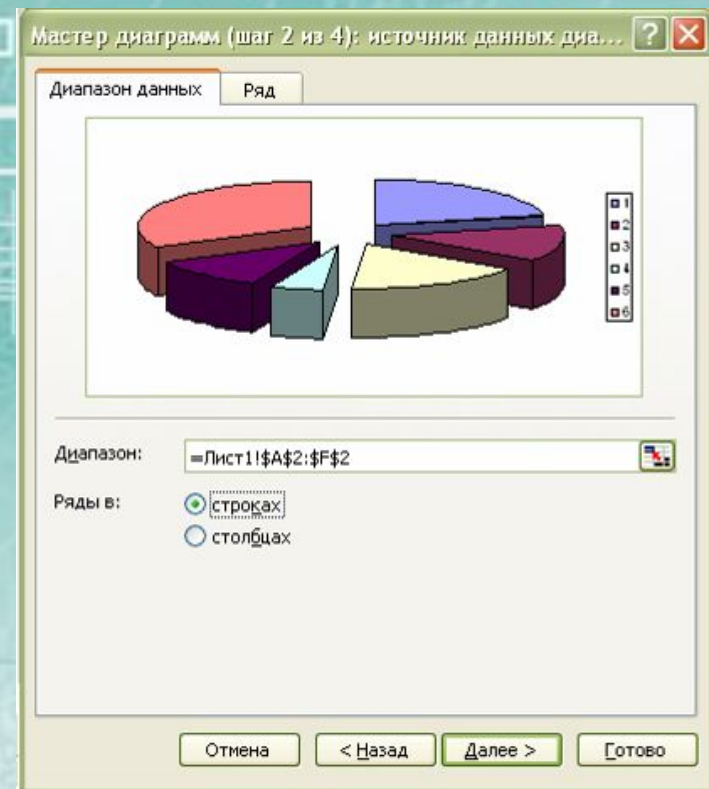 Мастер диаграмм (шаг 2 из 4): источник данных диа...
Диапазон данных
Ряд
1
2
3
4
5
6
Диапазон:
=Лист1!$A$2:$F$2
Ряды в:
строках
столбцах
Отмена
< Назад
Далее >
Готово